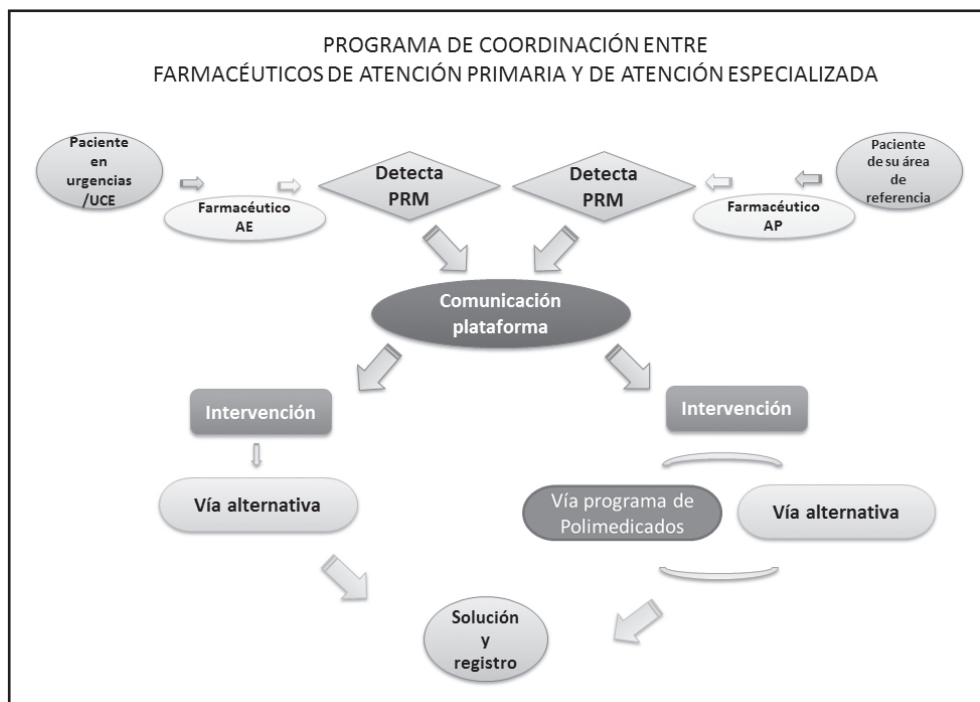 PROGRAMA DE COORDINACIÓN ENTRE
FARMACÉUTICOS DE ATENCIÓN PRIMARIA Y DE ATENCIÓN ESPECIALIZADA
Paciente
en
urgencias
/UCE
Farmacéutico
AE
Detecta
PRM
Detecta
PRM
Farmacéutico
AP
Paciente
de su área
de
referencia
Comunicación
plataforma
Intervención
Intervención
Vía alternativa
Vía programa de
Polimedicados
Vía alternativa
Solución
y
registro